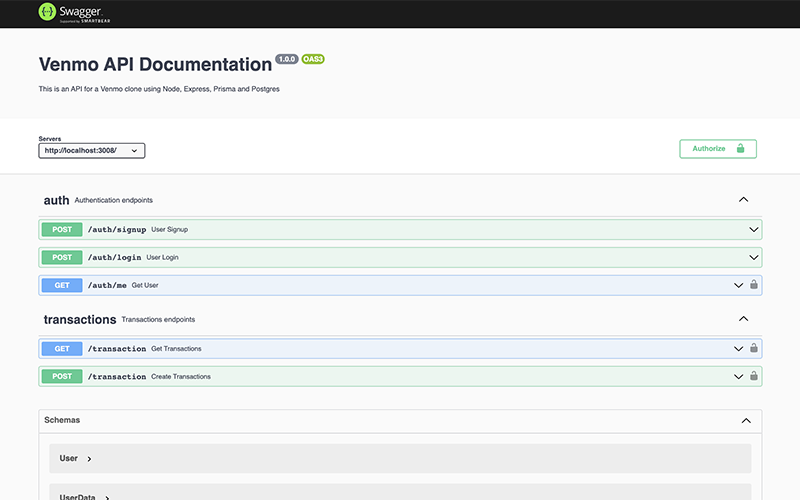 Swagger
Supported by SMARTBEAR
Venmo API Documentation 1.0.0 OAS3
This is an API for a Venmo clone using Node, Express, Prisma and Postgres
Servers
http://localhost:3008/
Authorize
auth Authentication endpoints
POST /auth/signup User Signup
POST /auth/login User Login
GET /auth/me Get User
transactions Transactions endpoints
GET /transaction Get Transactions
POST /transaction Create Transactions
Schemas
User
UserData